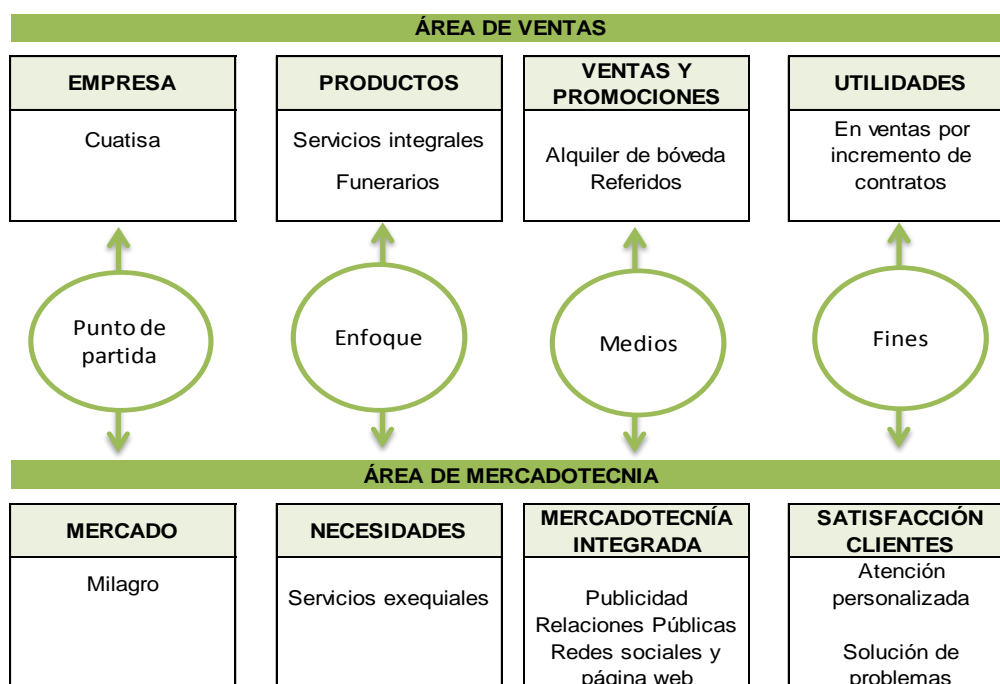 ÁREA DE VENTAS
EMPRESA
Cuatisa
PRODUCTOS
Servicios integrales
Funerarios
VENTAS Y
PROMOCIONES
Alquiler de bóveda
Referidos
UTILIDADES
En ventas por
incremento de
contratos
Punto de
partida
Enfoque
Medios
Fines
ÁREA DE MERCADOTECNIA
MERCADO
Milagro
NECESIDADES
Servicios exequiales
MERCADOTECNÍA
INTEGRADA
Publicidad
Relaciones Públicas
Redes sociales y
página web
SATISFACCIÓN
CLIENTES
Atención
personalizada
Solución de
problemas